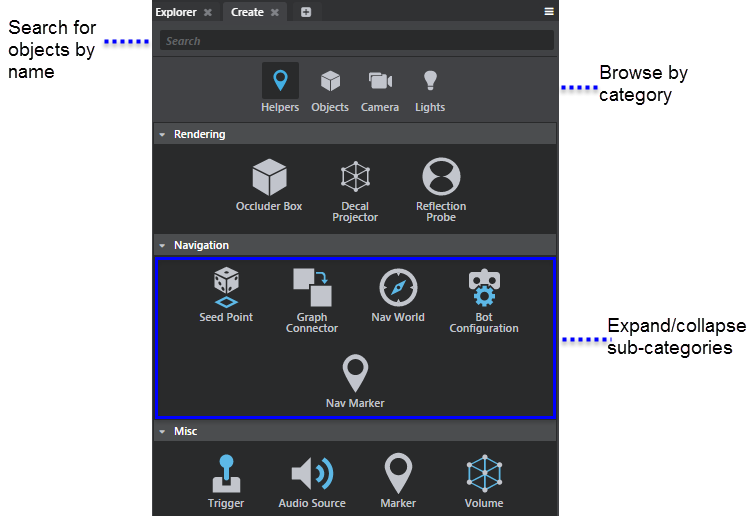 Explorer
Create
Search for
objects by
name
Search
Browse by
category
Helpers
Objects
Camera
Lights
Rendering
Occluder Box
Decal
Projector
Reflection
Probe
Navigation
Seed Point
Graph
Connector
Nav World
Bot
Configuration
Expand/collapse
sub-categories
Nav Marker
Misc
Trigger
Audio Source
Marker
Volume